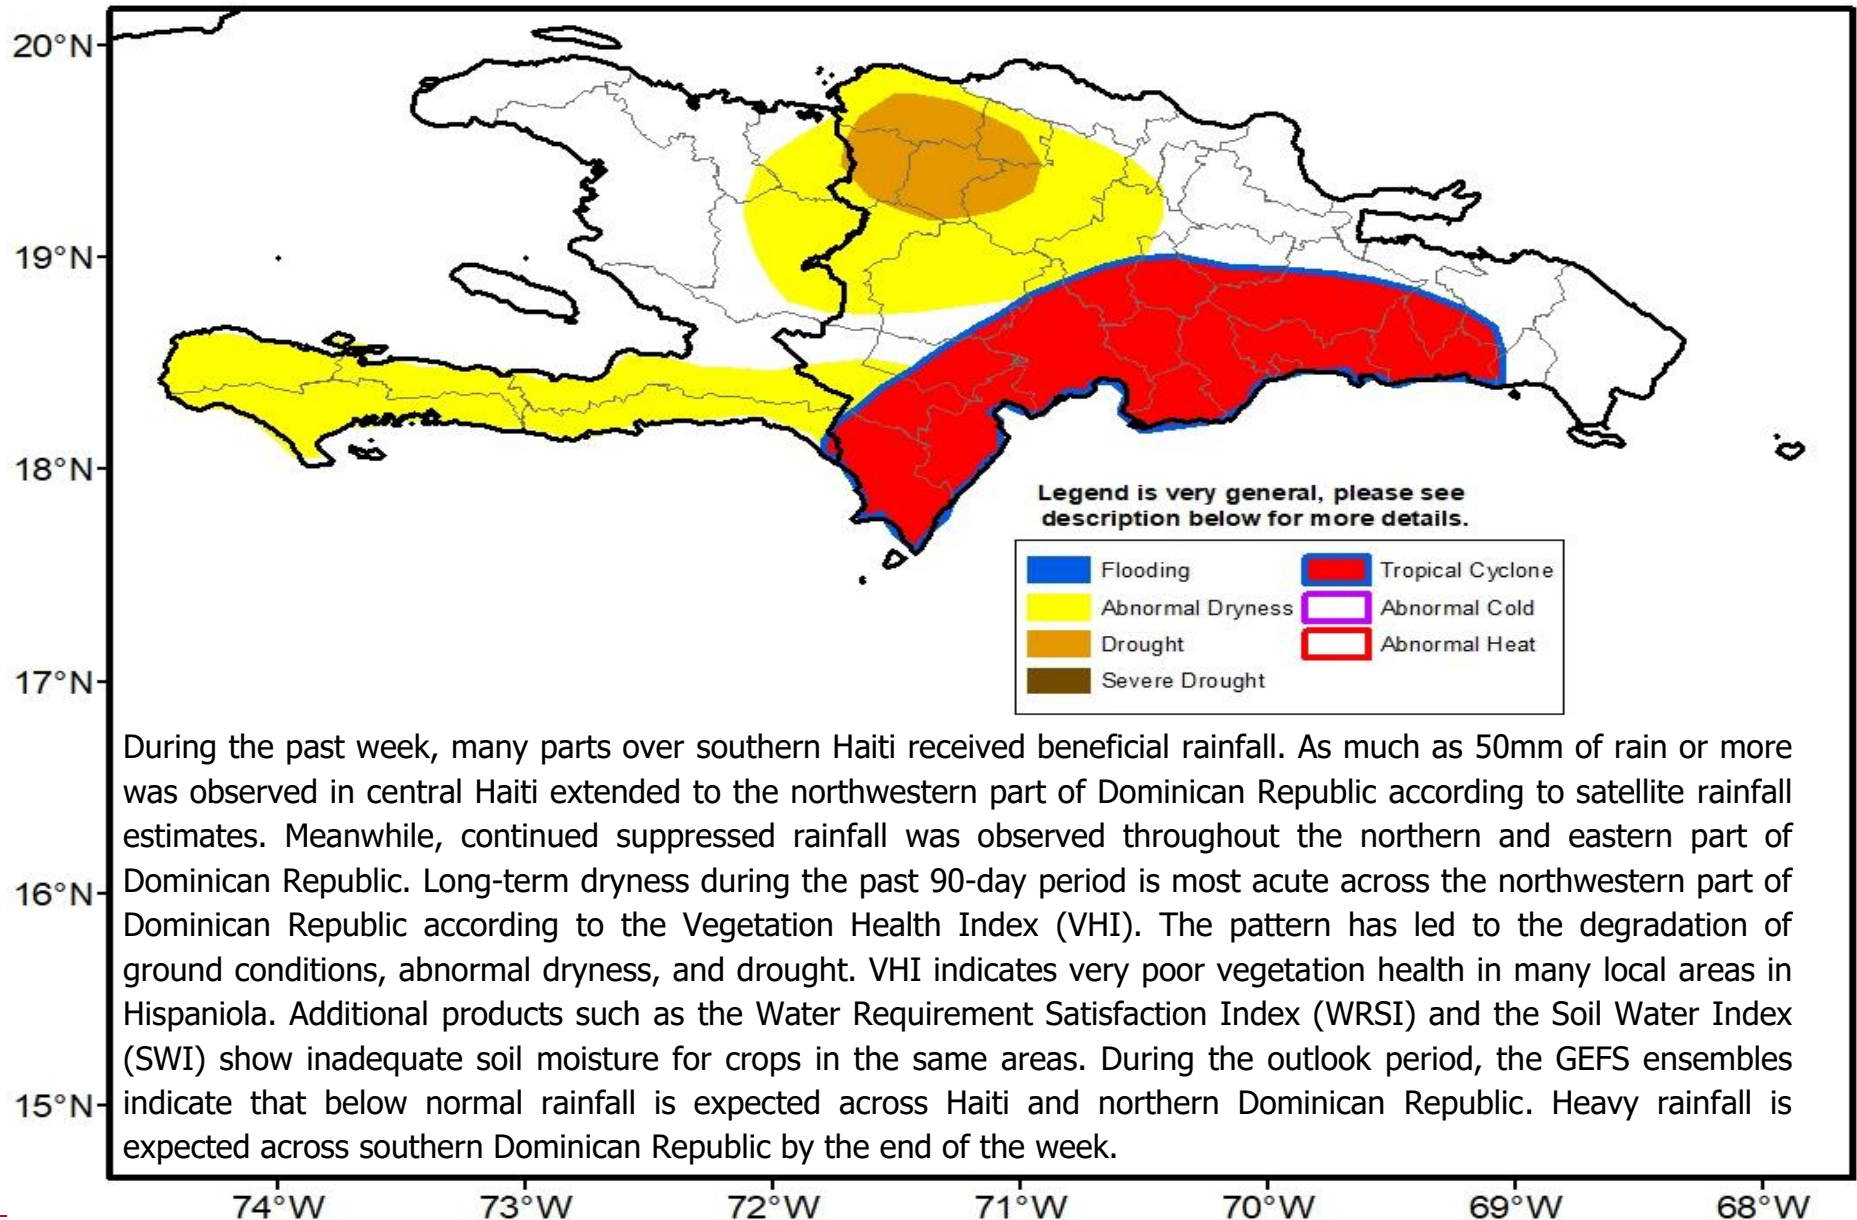 20°N
19°N
18°N
17°N
16°N
15°N
Legend is very general, please see
description below for more details.
Flooding
Tropical Cyclone
Abnormal Dryness
Abnormal Cold
Drought
Abnormal Heat
Severe Drought
During the past week, many parts over southern Haiti received beneficial rainfall. As much as 50mm of rain or more
was observed in central Haiti extended to the northwestern part of Dominican Republic according to satellite rainfall
estimates. Meanwhile, continued suppressed rainfall was observed throughout the northern and eastern part of
Dominican Republic. Long-term dryness during the past 90-day period is most acute across the northwestern part of
Dominican Republic according to the Vegetation Health Index (VHI). The pattern has led to the degradation of
ground conditions, abnormal dryness, and drought. VHI indicates very poor vegetation health in many local areas in
Hispaniola. Additional products such as the Water Requirement Satisfaction Index (WRSI) and the Soil Water Index
(SWI) show inadequate soil moisture for crops in the same areas. During the outlook period, the GEFS ensembles
indicate that below normal rainfall is expected across Haiti and northern Dominican Republic. Heavy rainfall is
expected across southern Dominican Republic by the end of the week.
74°W 73°W 72°W 71°W 70°W 69°W 68°W